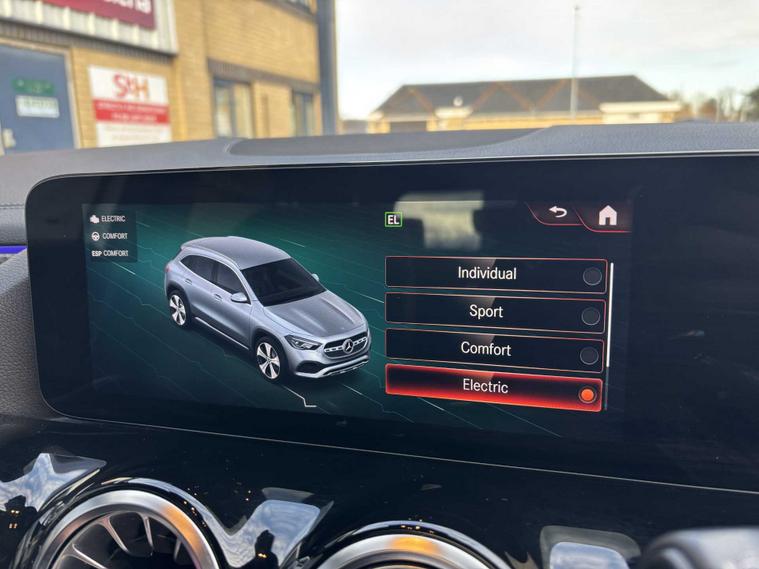 S&H
ELECTRIC
COMFORT
ESP COMFORT
EL
Individual
Sport
Comfort
Electric